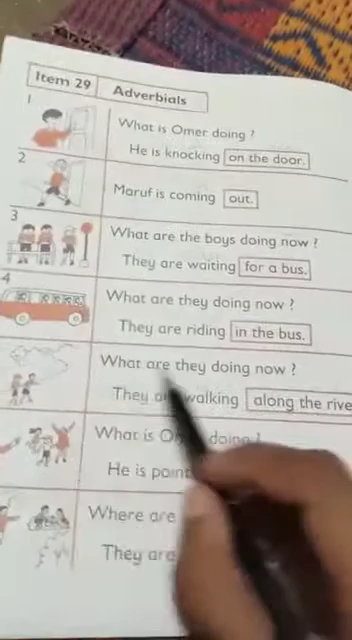 Item 29 Adverbials
1
What is Omer doing ?
He is knocking on the door.
2
Maruf is coming out.
3
What are the boys doing now ?
They are waiting for a bus.
4
What are they doing now ?
They are riding in the bus.
What are they doing now ?
They walking along the
What is doing ?
He is
Where are
They are